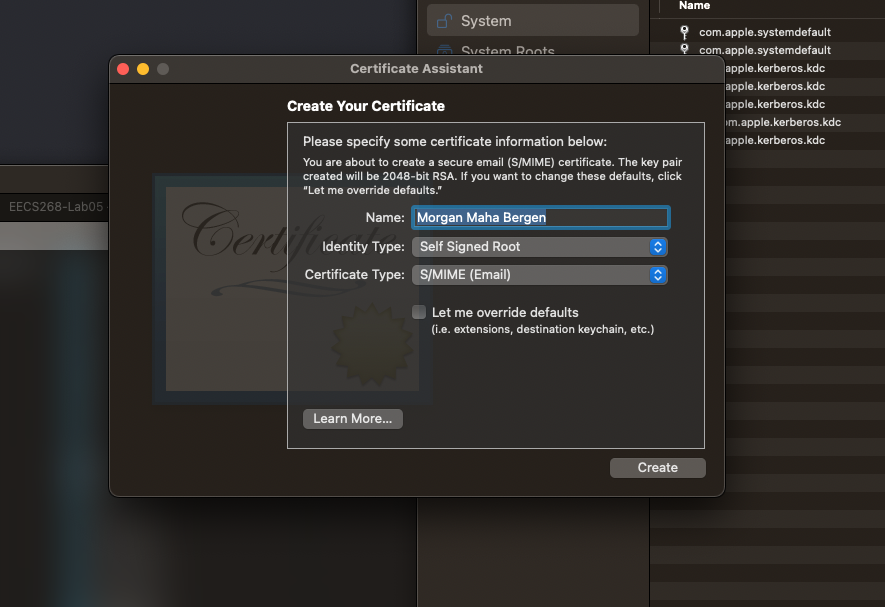 Name
System
com.apple.systemdefault
System Roots
com.apple.systemdefault
Certificate Assistant
apple.kerberos.kdc
apple.kerberos.kdc
apple.kerberos.kdc
m.apple.kerberos.kdc
apple.kerberos.kdc
Create Your Certificate
Please specify some certificate information below:
You are about to create a secure email (S/MIME) certificate. The key pair
created will be 2048-bit RSA. If you want to change these defaults, click
“Let me override defaults.”
EECS268-Lab05
Certificate
Name: Morgan Maha Bergen
Identity Type: Self Signed Root
Certificate Type: S/MIME (Email)
Let me override defaults
(i.e. extensions, destination keychain, etc.)
Learn More...
Create